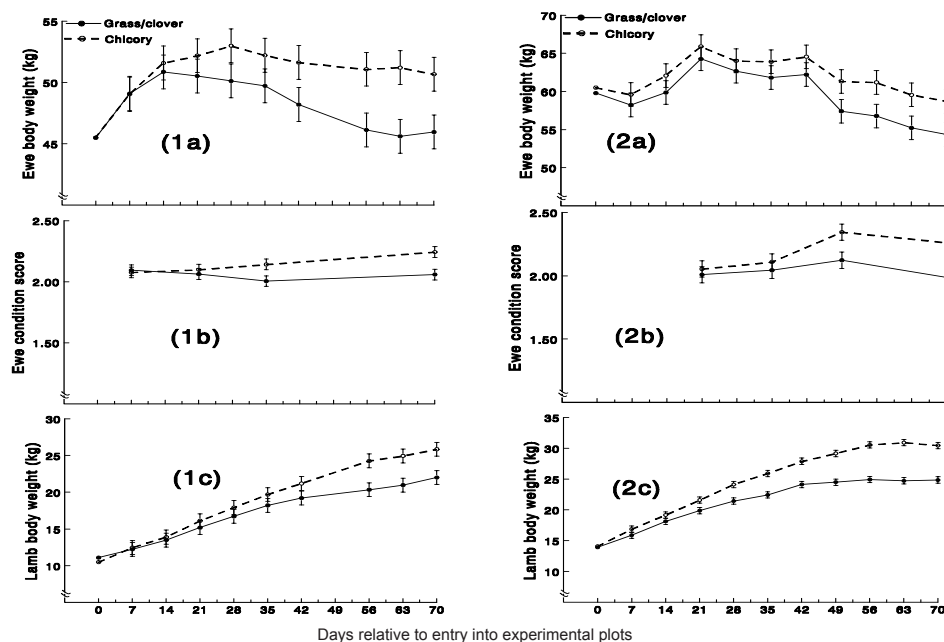 55
Grass/clover
Chicory
50
45
Ewe body weight (kg)
(1a)
70
Grass/clover
Chicory
65
60
55
50
Ewe body weight (kg)
(2a)
2.50
2.00
1.50
Ewe condition score
(1b)
2.50
2.00
1.50
Ewe condition score
(2b)
30
25
20
15
10
Lamb body weight (kg)
(1c)
0 7 14 21 28 35 42 49 56 63 70
35
30
25
20
15
10
Lamb body weight (kg)
(2c)
0 7 14 21 28 35 42 49 56 63 70
Days relative to entry into experimental plots